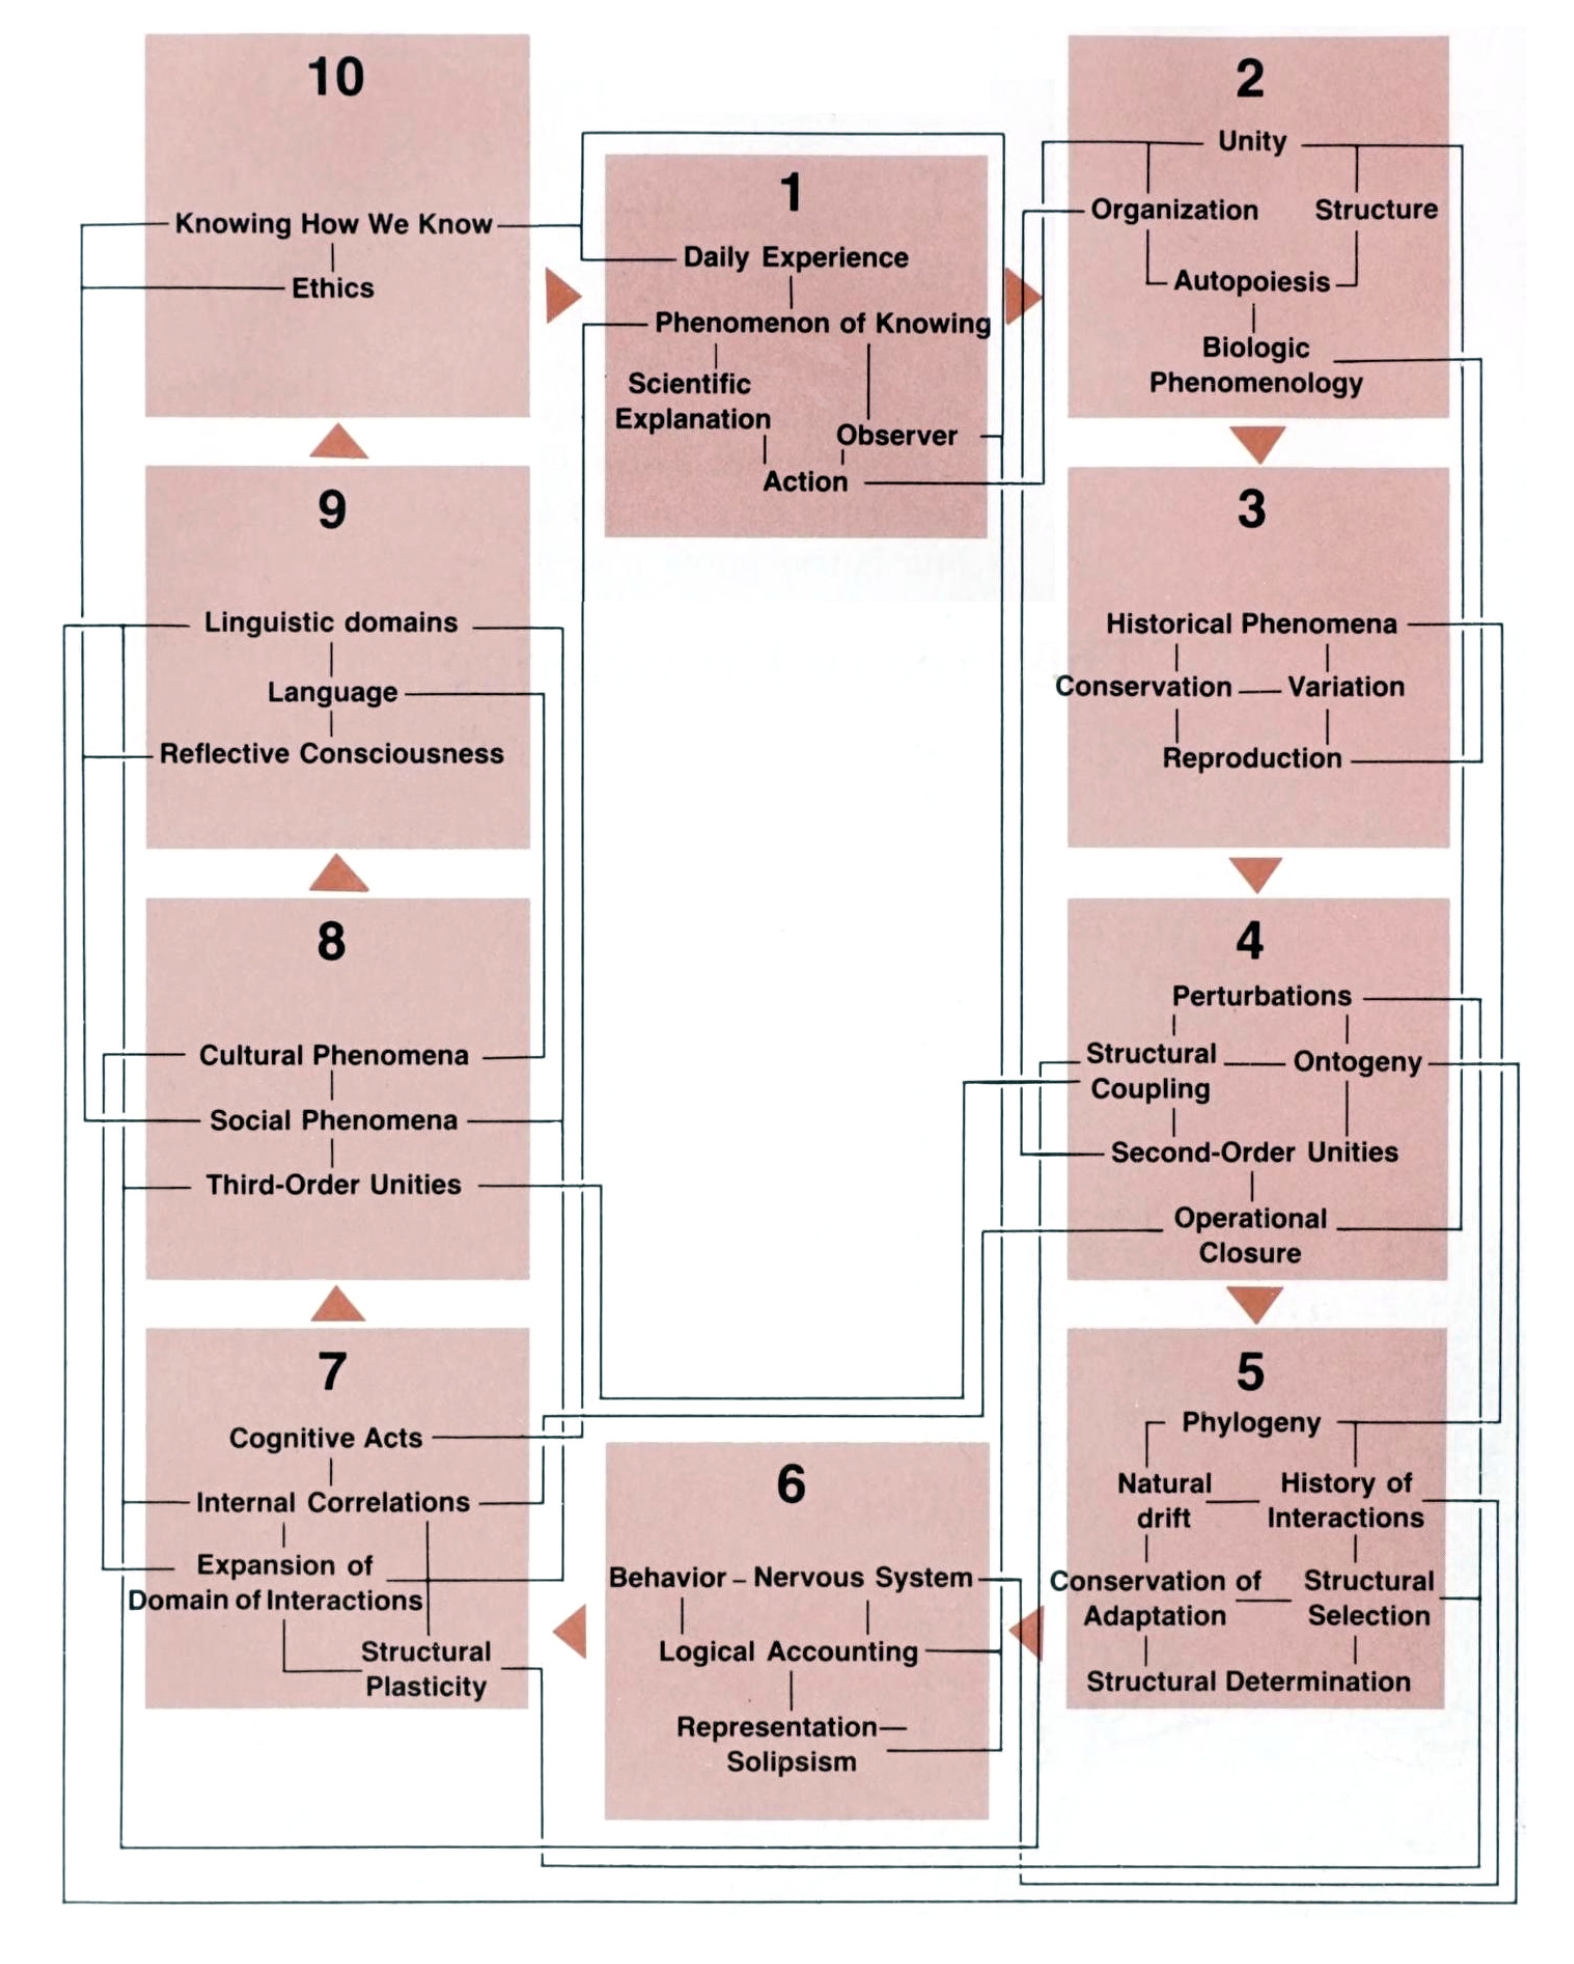 10
Knowing How We Know
Ethics
1
Daily Experience
Phenomenon of Knowing
Scientific
Explanation
Observer
Action
2
Unity
Organization Structure
Autopoiesis
Biologic
Phenomenology
3
Historical Phenomena
Conservation Variation
Reproduction
4
Perturbations
Structural
Coupling
Ontogeny
Second-Order Unities
Operational
Closure
5
Phylogeny
Natural
drift
History of
Interactions
Conservation of
Adaptation
Structural
Selection
Structural Determination
6
Behavior – Nervous System
Logical Accounting
Representation—
Solipsism
7
Cognitive Acts
Internal Correlations
Expansion of
Domain of Interactions
Structural
Plasticity
8
Cultural Phenomena
Social Phenomena
Third-Order Unities
9
Linguistic domains
Language
Reflective Consciousness